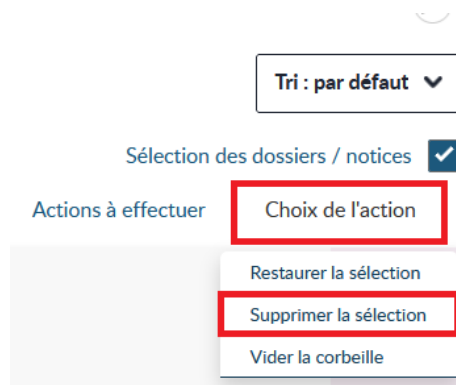 Tri : par défaut
Sélection des dossiers / notices
Actions à effectuer Choix de l'action
Restaurer la sélection
Supprimer la sélection
Vider la corbeille